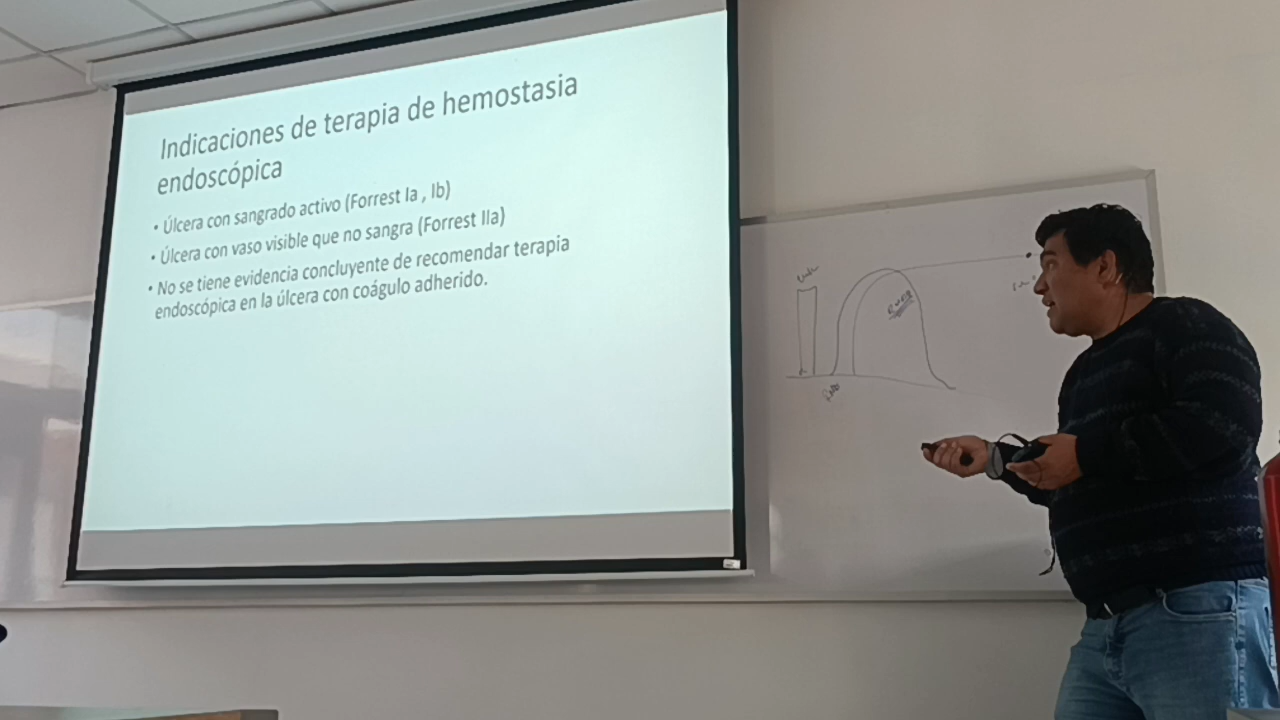 Indicaciones de terapia de hemostasia
endoscópica
• Úlcera con sangrado activo (Forrest Ia , Ib)
• Úlcera con vaso visible que no sangra (Forrest IIa)
• No se tiene evidencia concluyente de recomendar terapia
endoscópica en la úlcera con coágulo adherido.